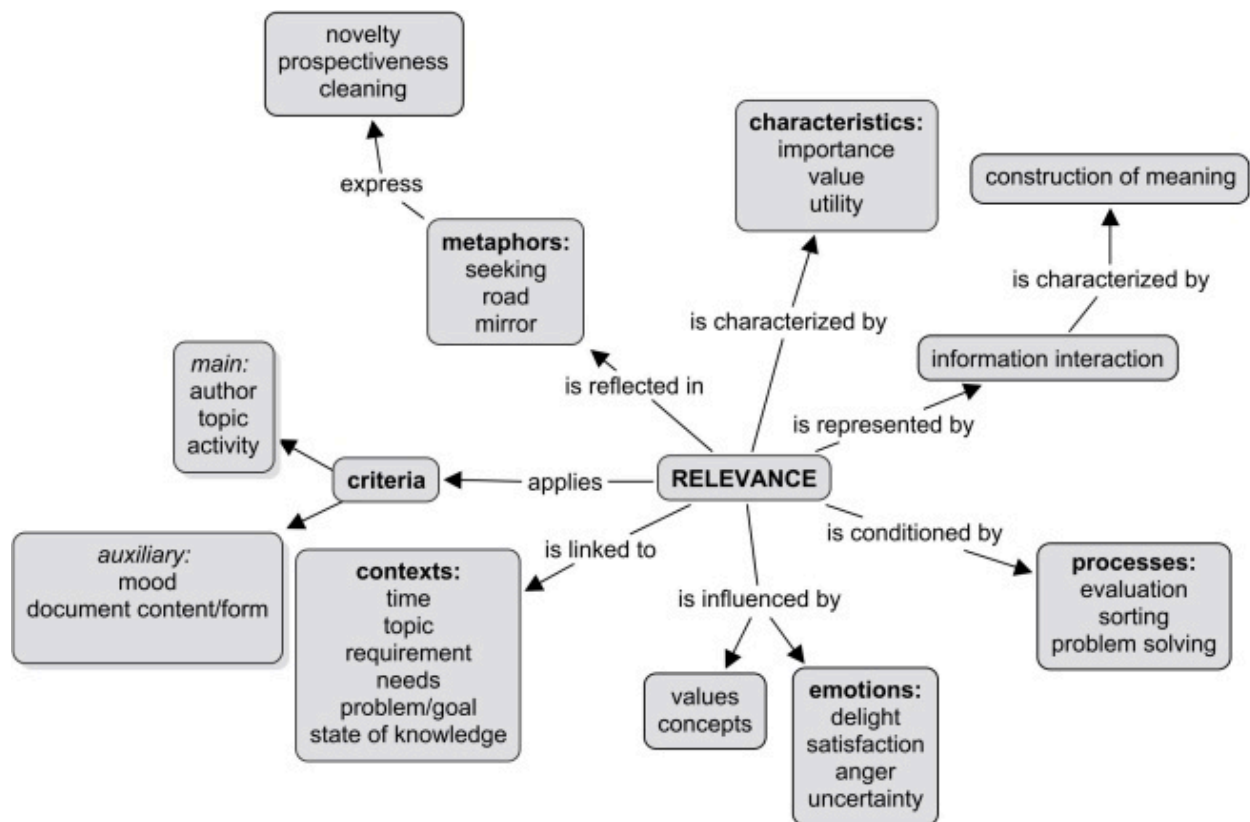 novelty
prospectiveness
cleaning
express
metaphors:
seeking
road
mirror
characteristics:
importance
value
utility
construction of meaning
is characterized by
is characterized by
information interaction
is reflected in
is represented by
main:
author
topic
activity
criteria
applies
RELEVANCE
auxiliary:
mood
document content/form
is linked to
contexts:
time
topic
requirement
needs
problem/goal
state of knowledge
is influenced by
values
concepts
emotions:
delight
satisfaction
anger
uncertainty
is conditioned by
processes:
evaluation
sorting
problem solving